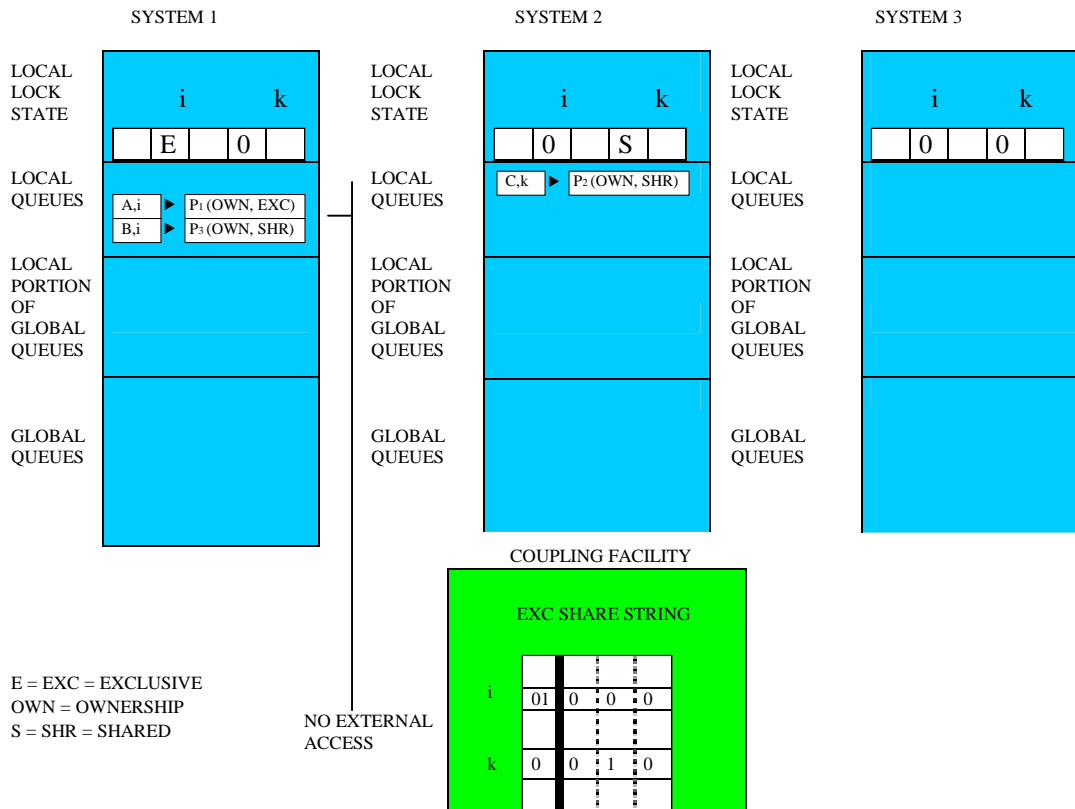 SYSTEM 1
SYSTEM 2
SYSTEM 3
LOCAL
LOCK
STATE
i k
E 0
LOCAL
QUEUES
A,i P1 (OWN, EXC)
B,i P3 (OWN, SHR)
LOCAL
PORTION
OF
GLOBAL
QUEUES
GLOBAL
QUEUES
LOCAL
LOCK
STATE
i k
0 S
LOCAL
QUEUES
C,k P2 (OWN, SHR)
LOCAL
PORTION
OF
GLOBAL
QUEUES
GLOBAL
QUEUES
LOCAL
LOCK
STATE
i k
0 0
LOCAL
QUEUES
LOCAL
PORTION
OF
GLOBAL
QUEUES
GLOBAL
QUEUES
COUPLING FACILITY
EXC SHARE STRING
i 01 0 0 0
k 0 0 1 0
E = EXC = EXCLUSIVE
OWN = OWNERSHIP
S = SHR = SHARED
NO EXTERNAL
ACCESS